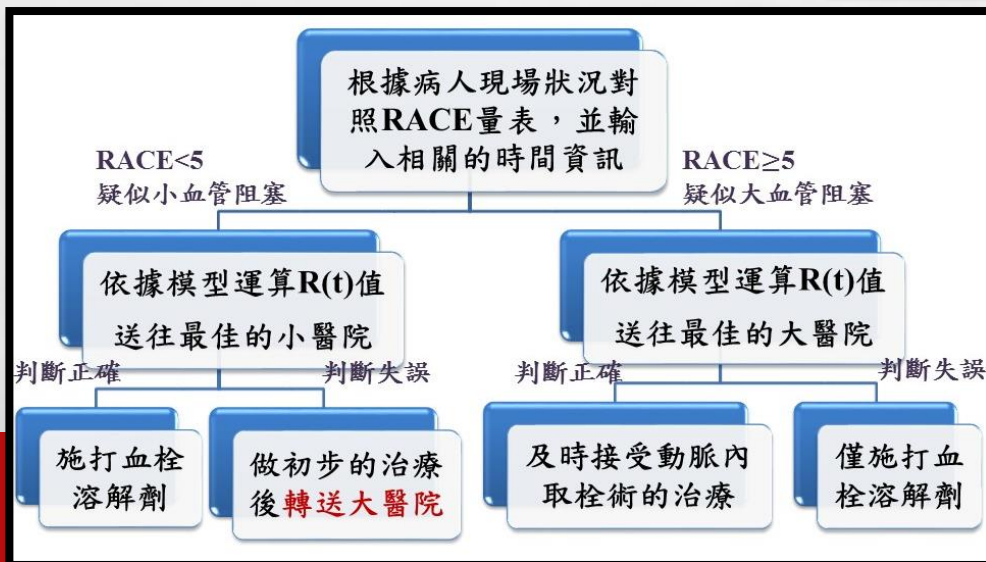 根據病人現場狀況對
照RACE量表，並輸
入相關的時間資訊
RACE<5
疑似小血管阻塞
RACE≥5
疑似大血管阻塞
依據模型運算R(t)值
送往最佳的小醫院
依據模型運算R(t)值
送往最佳的大醫院
判斷正確
判斷失誤
判斷正確
判斷失誤
施打血栓
溶解劑
做初步的治療
後轉送大醫院
及時接受動脈內
取栓術的治療
僅施打血
栓溶解劑